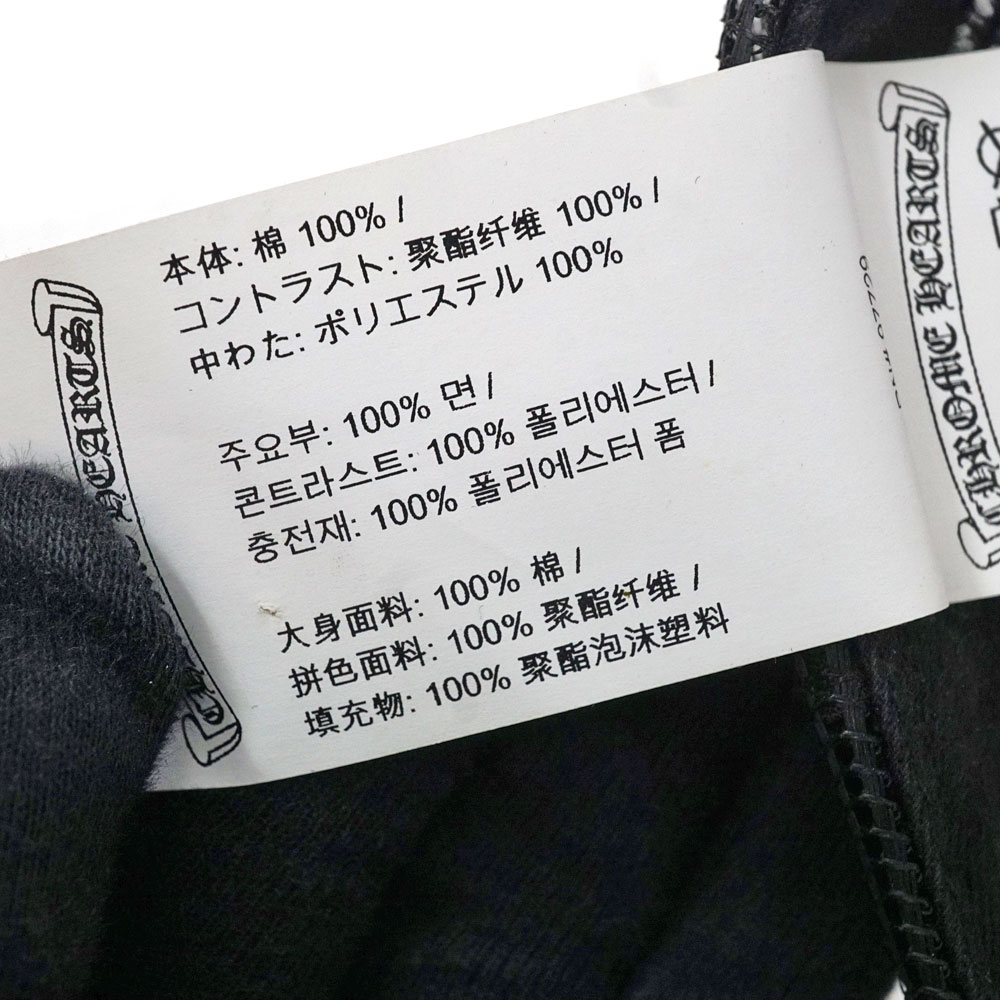 本体: 棉 100% /
コントラスト: 聚酯纤维 100% /
中わた: ポリエステル 100%
주요부: 100% 면 /
콘트라스트: 100% 폴리에스터 /
충전재: 100% 폴리에스터 폼
大身面料: 100% 棉 /
拼色面料: 100% 聚酯纤维 /
填充物: 100% 聚酯泡沫塑料
HEARTS
CHROME HEARTS